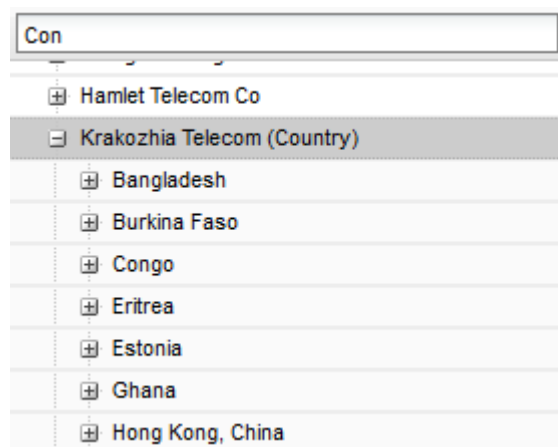 Con
Hamlet Telecom Co
Krakozhia Telecom (Country)
Bangladesh
Burkina Faso
Congo
Eritrea
Estonia
Ghana
Hong Kong, China